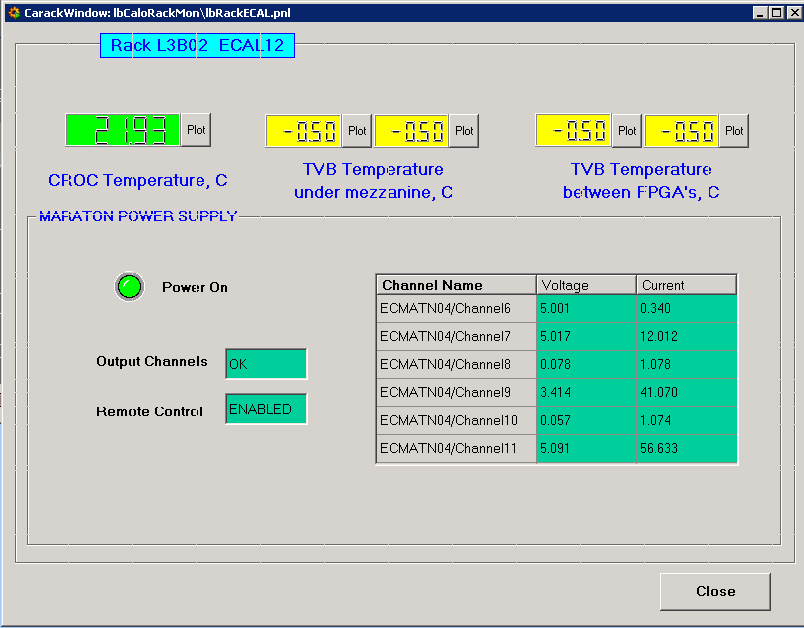 CarackWindow: lbCaloRackMon\lbRackECAL.pnl
Rack L3B02 ECAL12
21.93 Plot -0.50 Plot -0.50 Plot -0.50 Plot -0.50 Plot
CROC Temperature, C
TVB Temperature
under mezzanine, C
TVB Temperature
between FPGA's, C
MARATON POWER SUPPLY
Power On
Output Channels OK
Remote Control ENABLED
Channel Name Voltage Current
ECMATN04/Channel6 5.001 0.340
ECMATN04/Channel7 5.017 12.012
ECMATN04/Channel8 0.078 1.078
ECMATN04/Channel9 3.414 41.070
ECMATN04/Channel10 0.057 1.074
ECMATN04/Channel11 5.091 56.633
Close